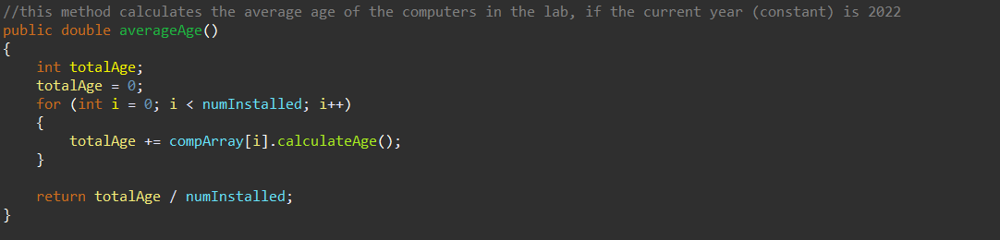 //this method calculates the average age of the computers in the lab, if the current year (constant) is 2022
public double averageAge()
{
    int totalAge;
    totalAge = 0;
    for (int i = 0; i < numInstalled; i++)
    {
        totalAge += compArray[i].calculateAge();
    }

    return totalAge / numInstalled;
}